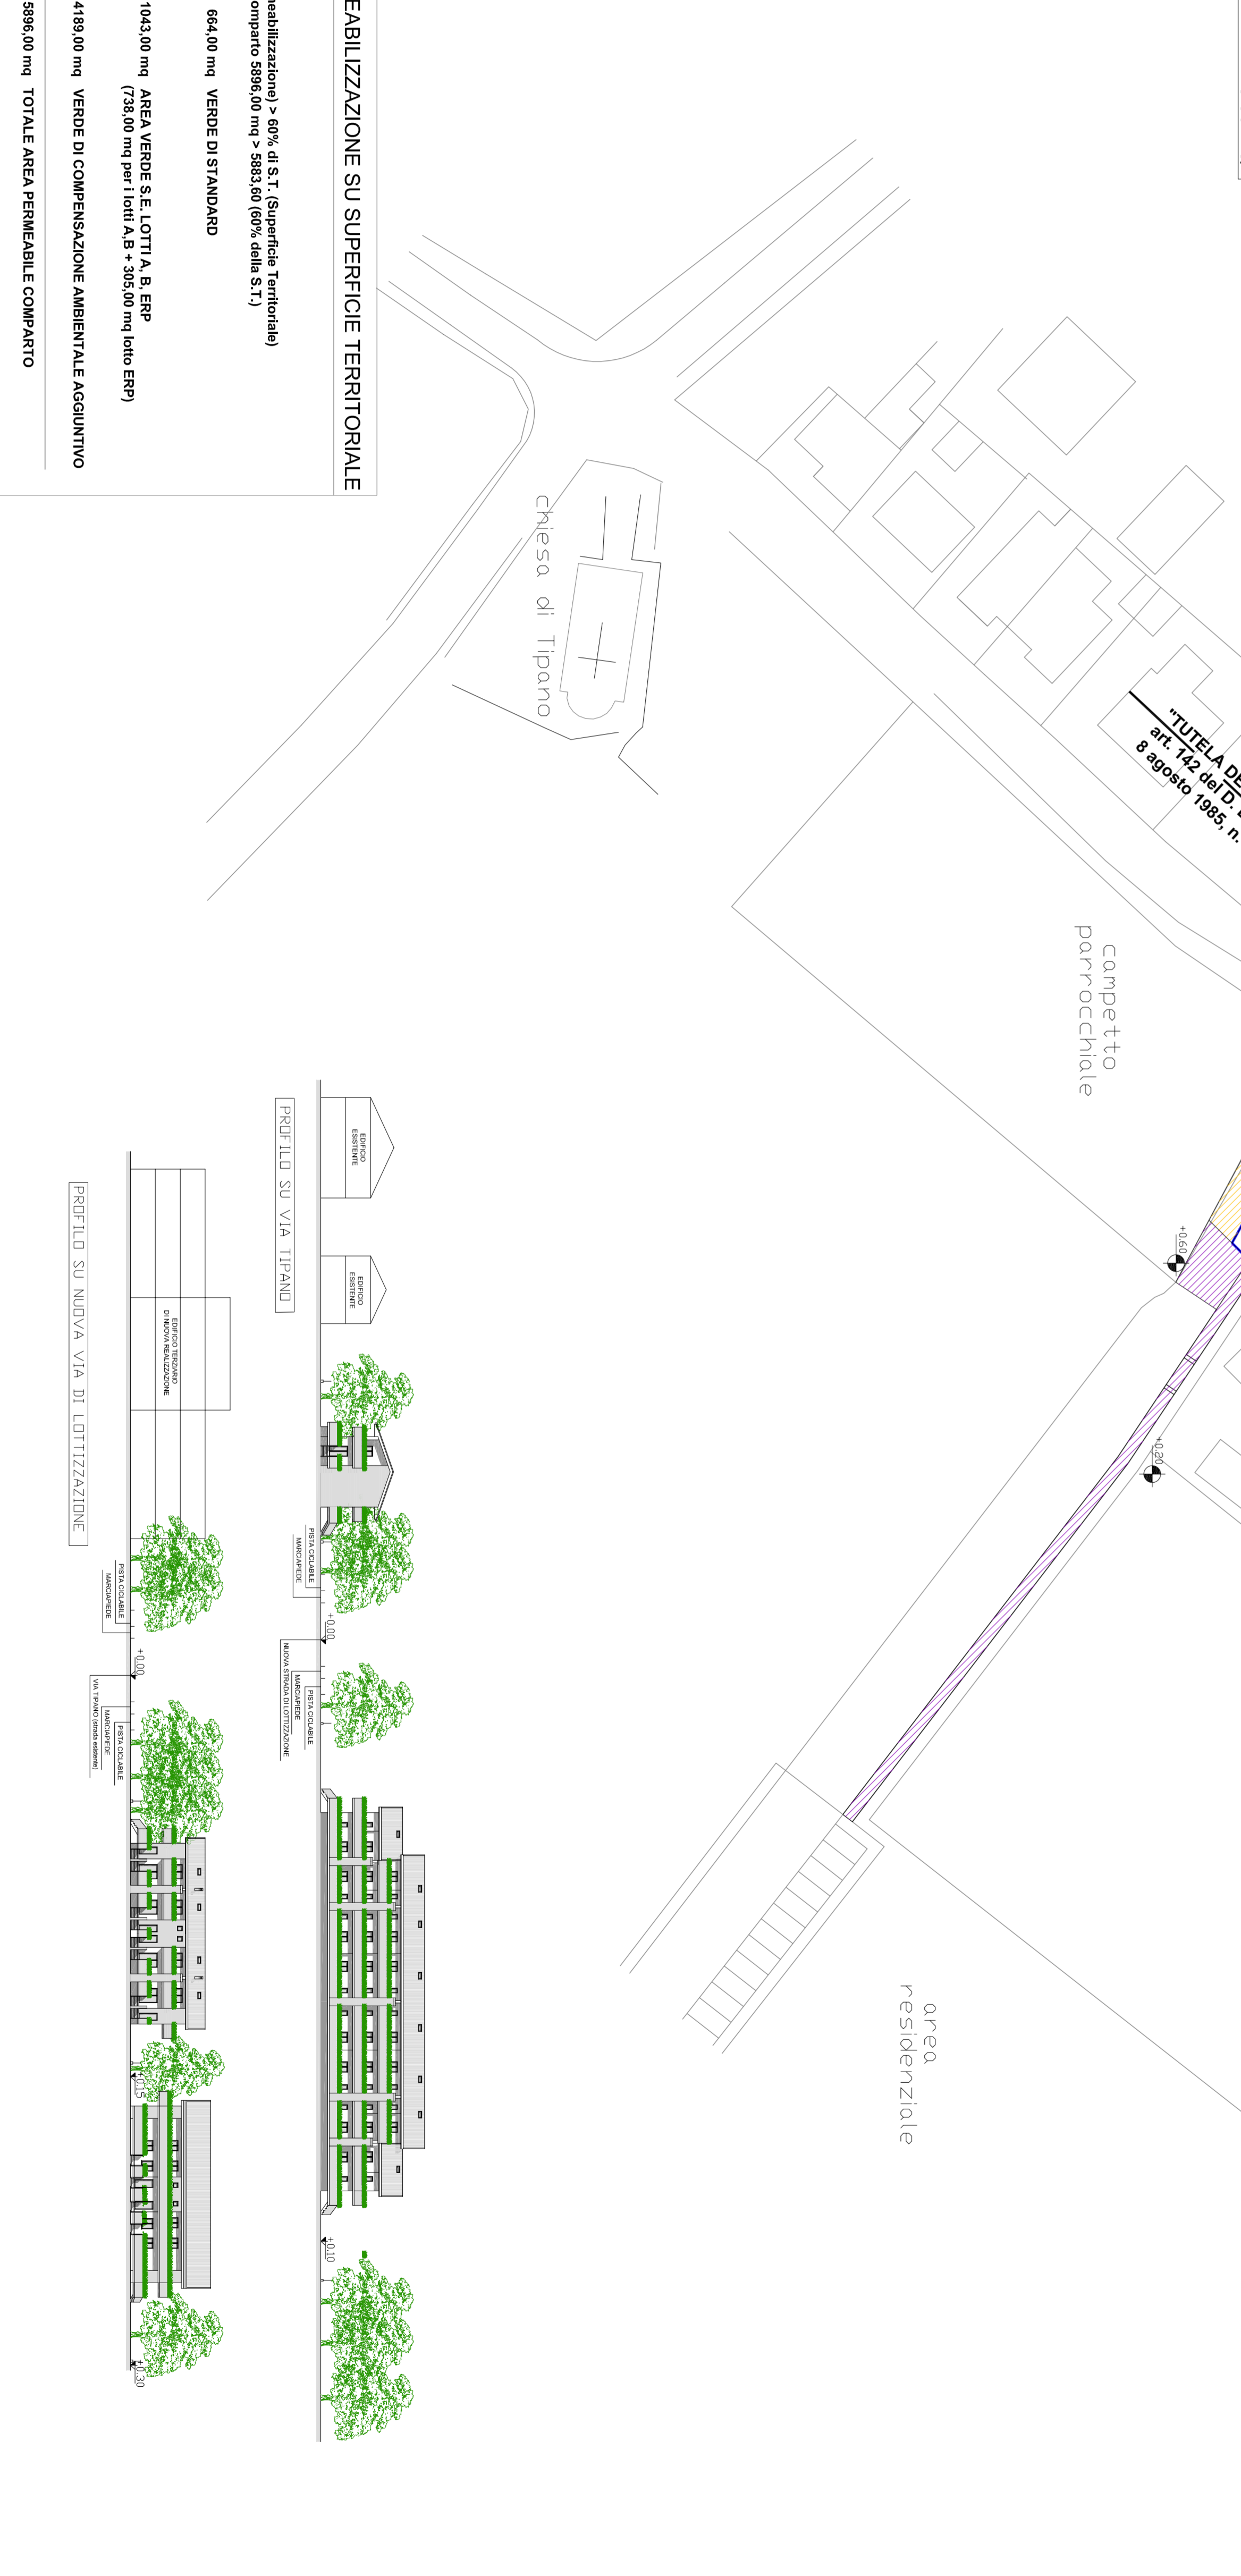 EABILIZZAZIONE SU SUPERFICIE TERRITORIALE
neabilizzazione) > 60% di S.T. (Superficie Territoriale)
omparto 5896,00 mq > 5883,60 (60% della S.T.)
664,00 mq VERDE DI STANDARD
1043,00 mq AREA VERDE S.E. LOTTI A, B, ERP
(738,00 mq per i lotti A,B + 305,00 mq lotto ERP)
4189,00 mq VERDE DI COMPENSAZIONE AMBIENTALE AGGIUNTIVO
5896,00 mq TOTALE AREA PERMEABILE COMPARTO
chiesa di Tipano
"TUTELA DE
art. 142 del D.
8 agosto 1985, n.
campetto
parrocchiale
+0.60
+0.20
area
residenziale
EDIFICIO
ESISTENTE
EDIFICIO
ESISTENTE
PISTA CICLABILE
MARCIAPIEDE
+0.00
PISTA CICLABILE
MARCIAPIEDE
NUOVA STRADA DI LOTTIZZAZIONE
+0.10
PROFILO SU VIA TIPANO
EDIFICIO TERZIARIO
DI NUOVA REALIZZAZIONE
PISTA CICLABILE
MARCIAPIEDE
+0.00
PISTA CICLABILE
MARCIAPIEDE
VIA TIPANO (strada esistente)
+0.15
+0.30
PROFILO SU NUOVA VIA DI LOTTIZZAZIONE